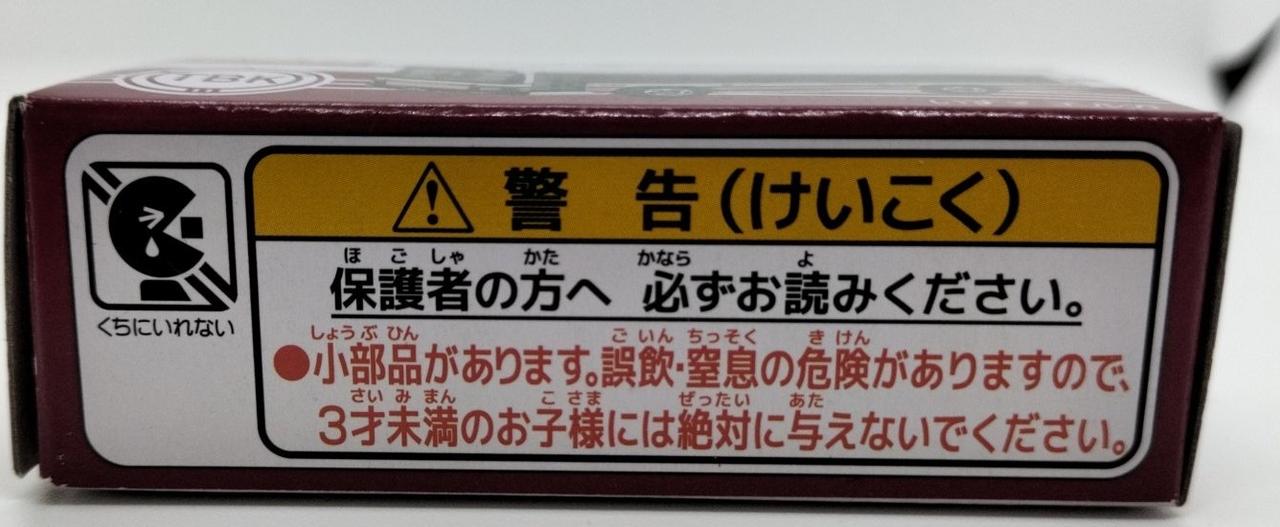 TBK
警 告(けいこく)
ほ ご しゃ かた かなら よ
保護者の方へ 必ずお読みください。
くちにいれない
しょうぶ ひん ご いん ちっそく き けん
●小部品があります。誤飲・窒息の危険がありますので、
さい み まん こ さま ぜったい あた
3才未満のお子様には絶対に与えないでください。